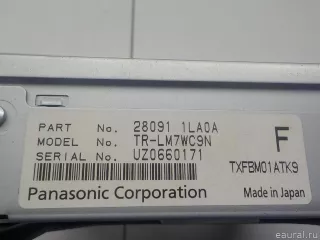 PART No. 28091 1LA0A
MODEL No. TR-LM7WC9N
SERIAL No. UZ0660171
F
TXFBM01ATK9
Panasonic Corporation Made in Japan
eaural.ru